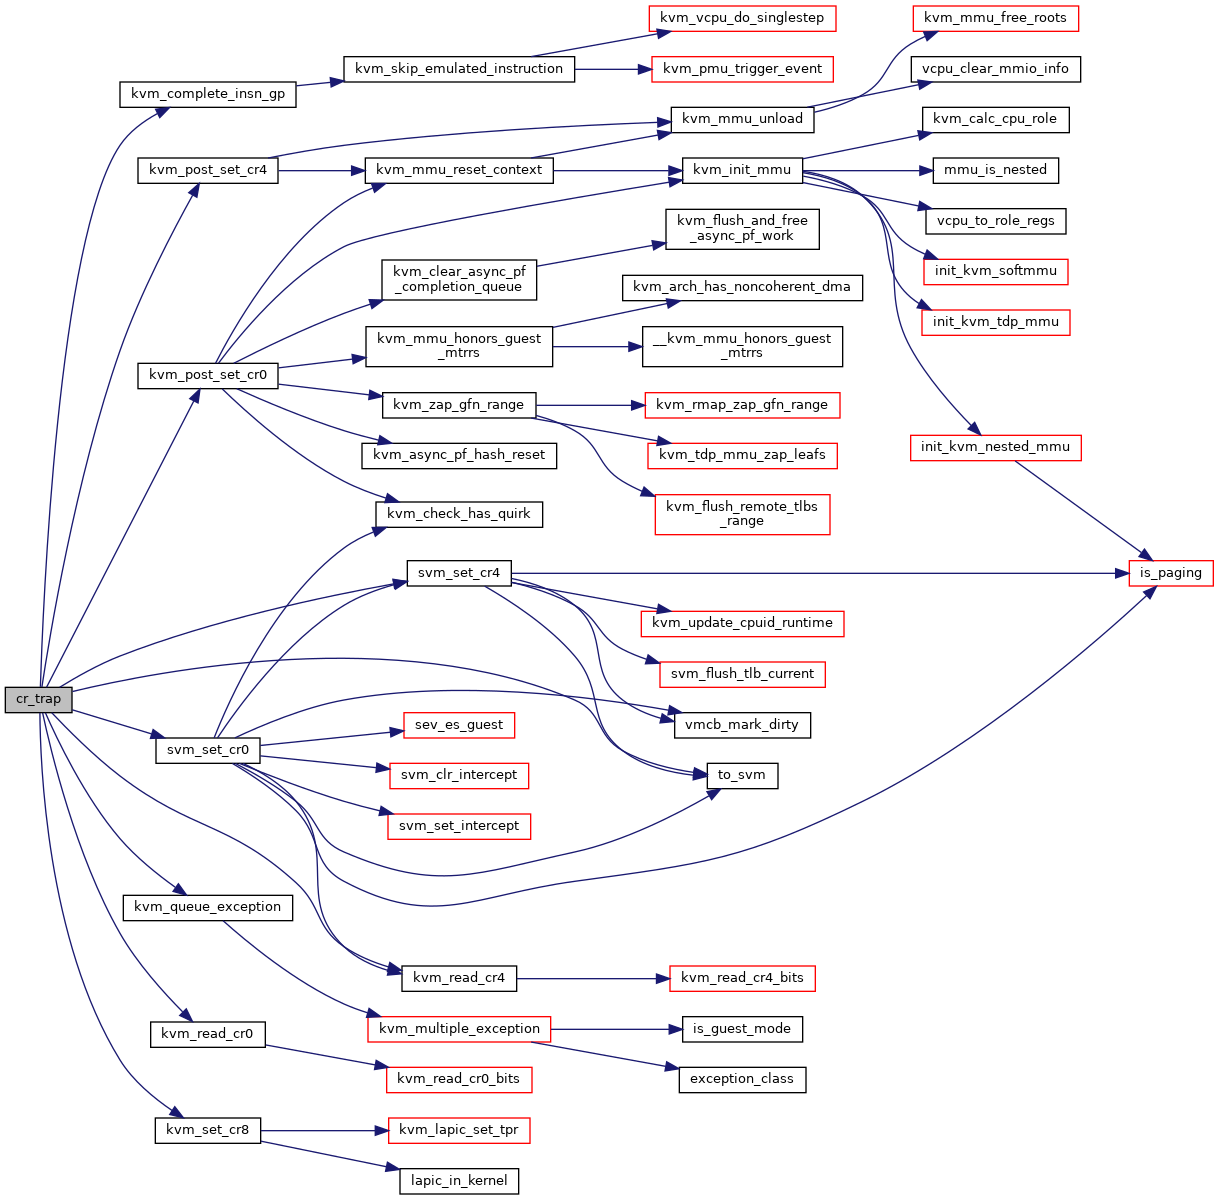 kvm_vcpu_do_singlestep
kvm_mmu_free_roots
kvm_skip_emulated_instruction
kvm_pmu_trigger_event
vcpu_clear_mmio_info
kvm_complete_insn_gp
kvm_mmu_unload
kvm_calc_cpu_role
kvm_post_set_cr4
kvm_mmu_reset_context
kvm_init_mmu
mmu_is_nested
kvm_flush_and_free
_async_pf_work
vcpu_to_role_regs
kvm_clear_async_pf
_completion_queue
init_kvm_softmmu
kvm_arch_has_noncoherent_dma
init_kvm_tdp_mmu
kvm_mmu_honors_guest
_mtrrs
__kvm_mmu_honors_guest
_mtrrs
kvm_post_set_cr0
kvm_zap_gfn_range
kvm_rmap_zap_gfn_range
kvm_async_pf_hash_reset
kvm_tdp_mmu_zap_leafs
init_kvm_nested_mmu
kvm_check_has_quirk
kvm_flush_remote_tlbs
_range
svm_set_cr4
is_paging
kvm_update_cpuid_runtime
svm_flush_tlb_current
cr_trap
sev_es_guest
vmcb_mark_dirty
svm_set_cr0
svm_clr_intercept
to_svm
svm_set_intercept
kvm_queue_exception
kvm_read_cr4
kvm_read_cr4_bits
kvm_read_cr0
kvm_multiple_exception
is_guest_mode
kvm_read_cr0_bits
exception_class
kvm_set_cr8
kvm_lapic_set_tpr
lapic_in_kernel